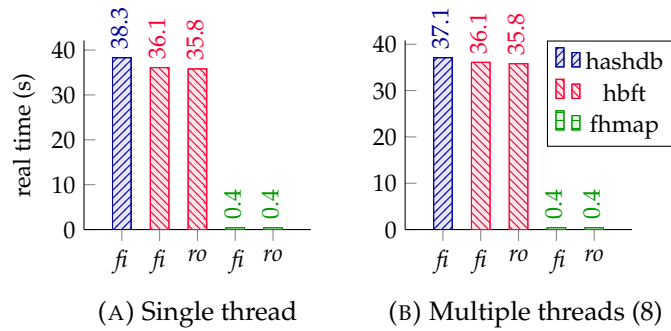 real time (s)
40
30
20
10
0
38.3
36.1
35.8
0.4
0.4
fi
fi
ro
fi
ro
(A) Single thread
40
30
20
10
0
37.1
36.1
35.8
0.4
0.4
fi
fi
ro
fi
ro
hashdb
hbft
fhmap
(B) Multiple threads (8)